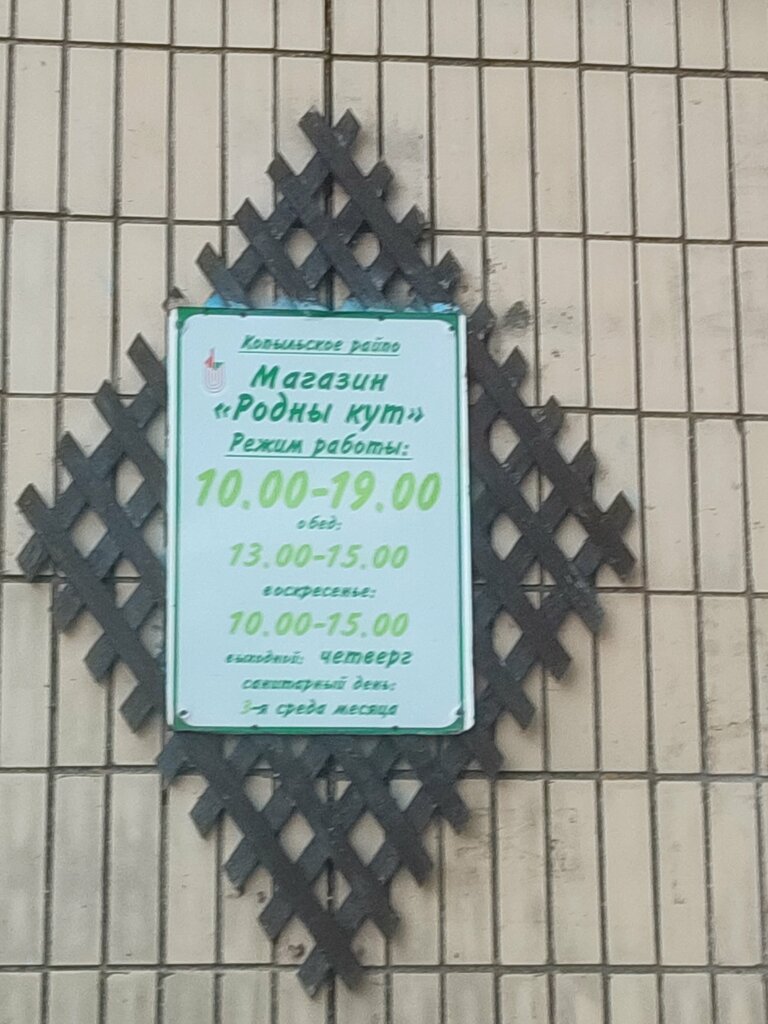 Копыльское райпо
Магазин
«Родны кут»
Режим работы:
10.00-19.00
обед:
13.00-15.00
воскресенье:
10.00-15.00
выходной: четверг
санитарный день:
3-я среда месяца